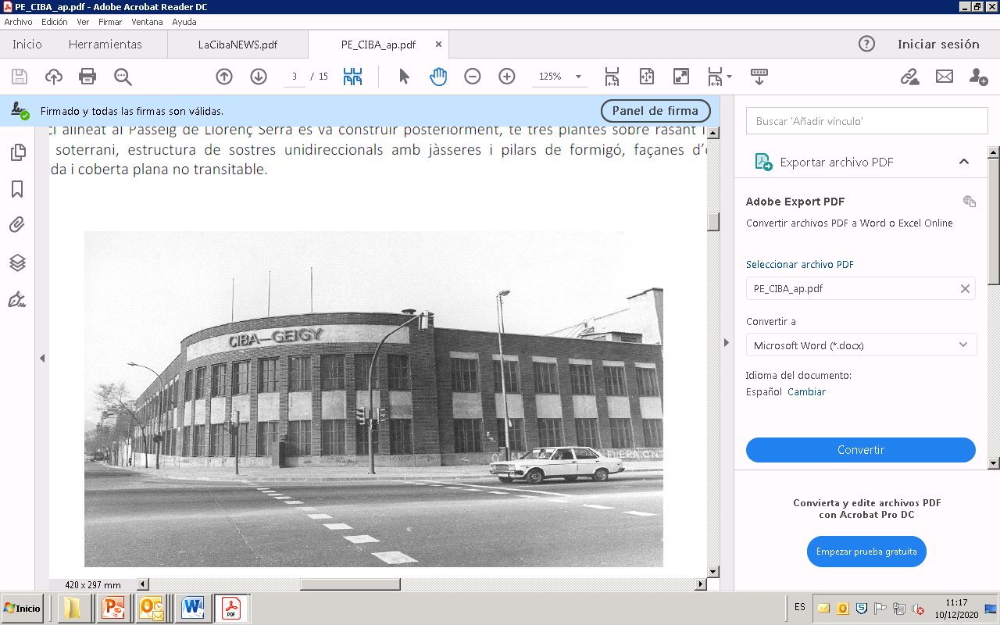 PE_CIBA_ap.pdf - Adobe Acrobat Reader DC
Archivo Edición Ver Firmar Ventana Ayuda
Inicio Herramientas LaCibaNEWS.pdf PE_CIBA_ap.pdf × ? Iniciar sesión
3 / 15 125%
Firmado y todas las firmas son válidas. Panel de firma
ci alineat al Passeig de Llorenç Serra es va construir posteriorment, té tres plantes sobre rasant i
soterrani, estructura de sostres unidireccionals amb jàsseres i pilars de formigó, façanes d'
da i coberta plana no transitable.
CIBA-GEIGY
FUERA
420 x 297 mm
Buscar 'Añadir vínculo'
Exportar archivo PDF
Adobe Export PDF
Convertir archivos PDF a Word o Excel Online
Seleccionar archivo PDF
PE_CIBA_ap.pdf
Convertir a
Microsoft Word (*.docx)
Idioma del documento:
Español Cambiar
Convertir
Convierta y edite archivos PDF
con Acrobat Pro DC
Empezar prueba gratuita
Inicio PDF ES 11:17
10/12/2020